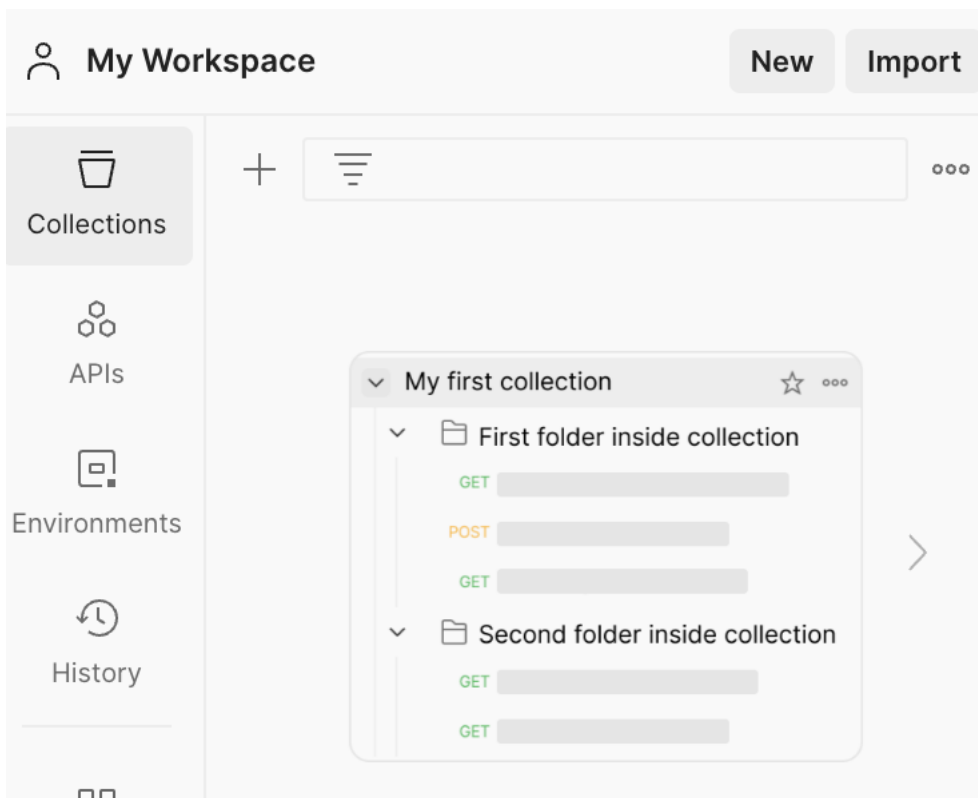 My Workspace
New
Import
Collections
APIs
Environments
History
My first collection
First folder inside collection
GET
POST
GET
Second folder inside collection
GET
GET